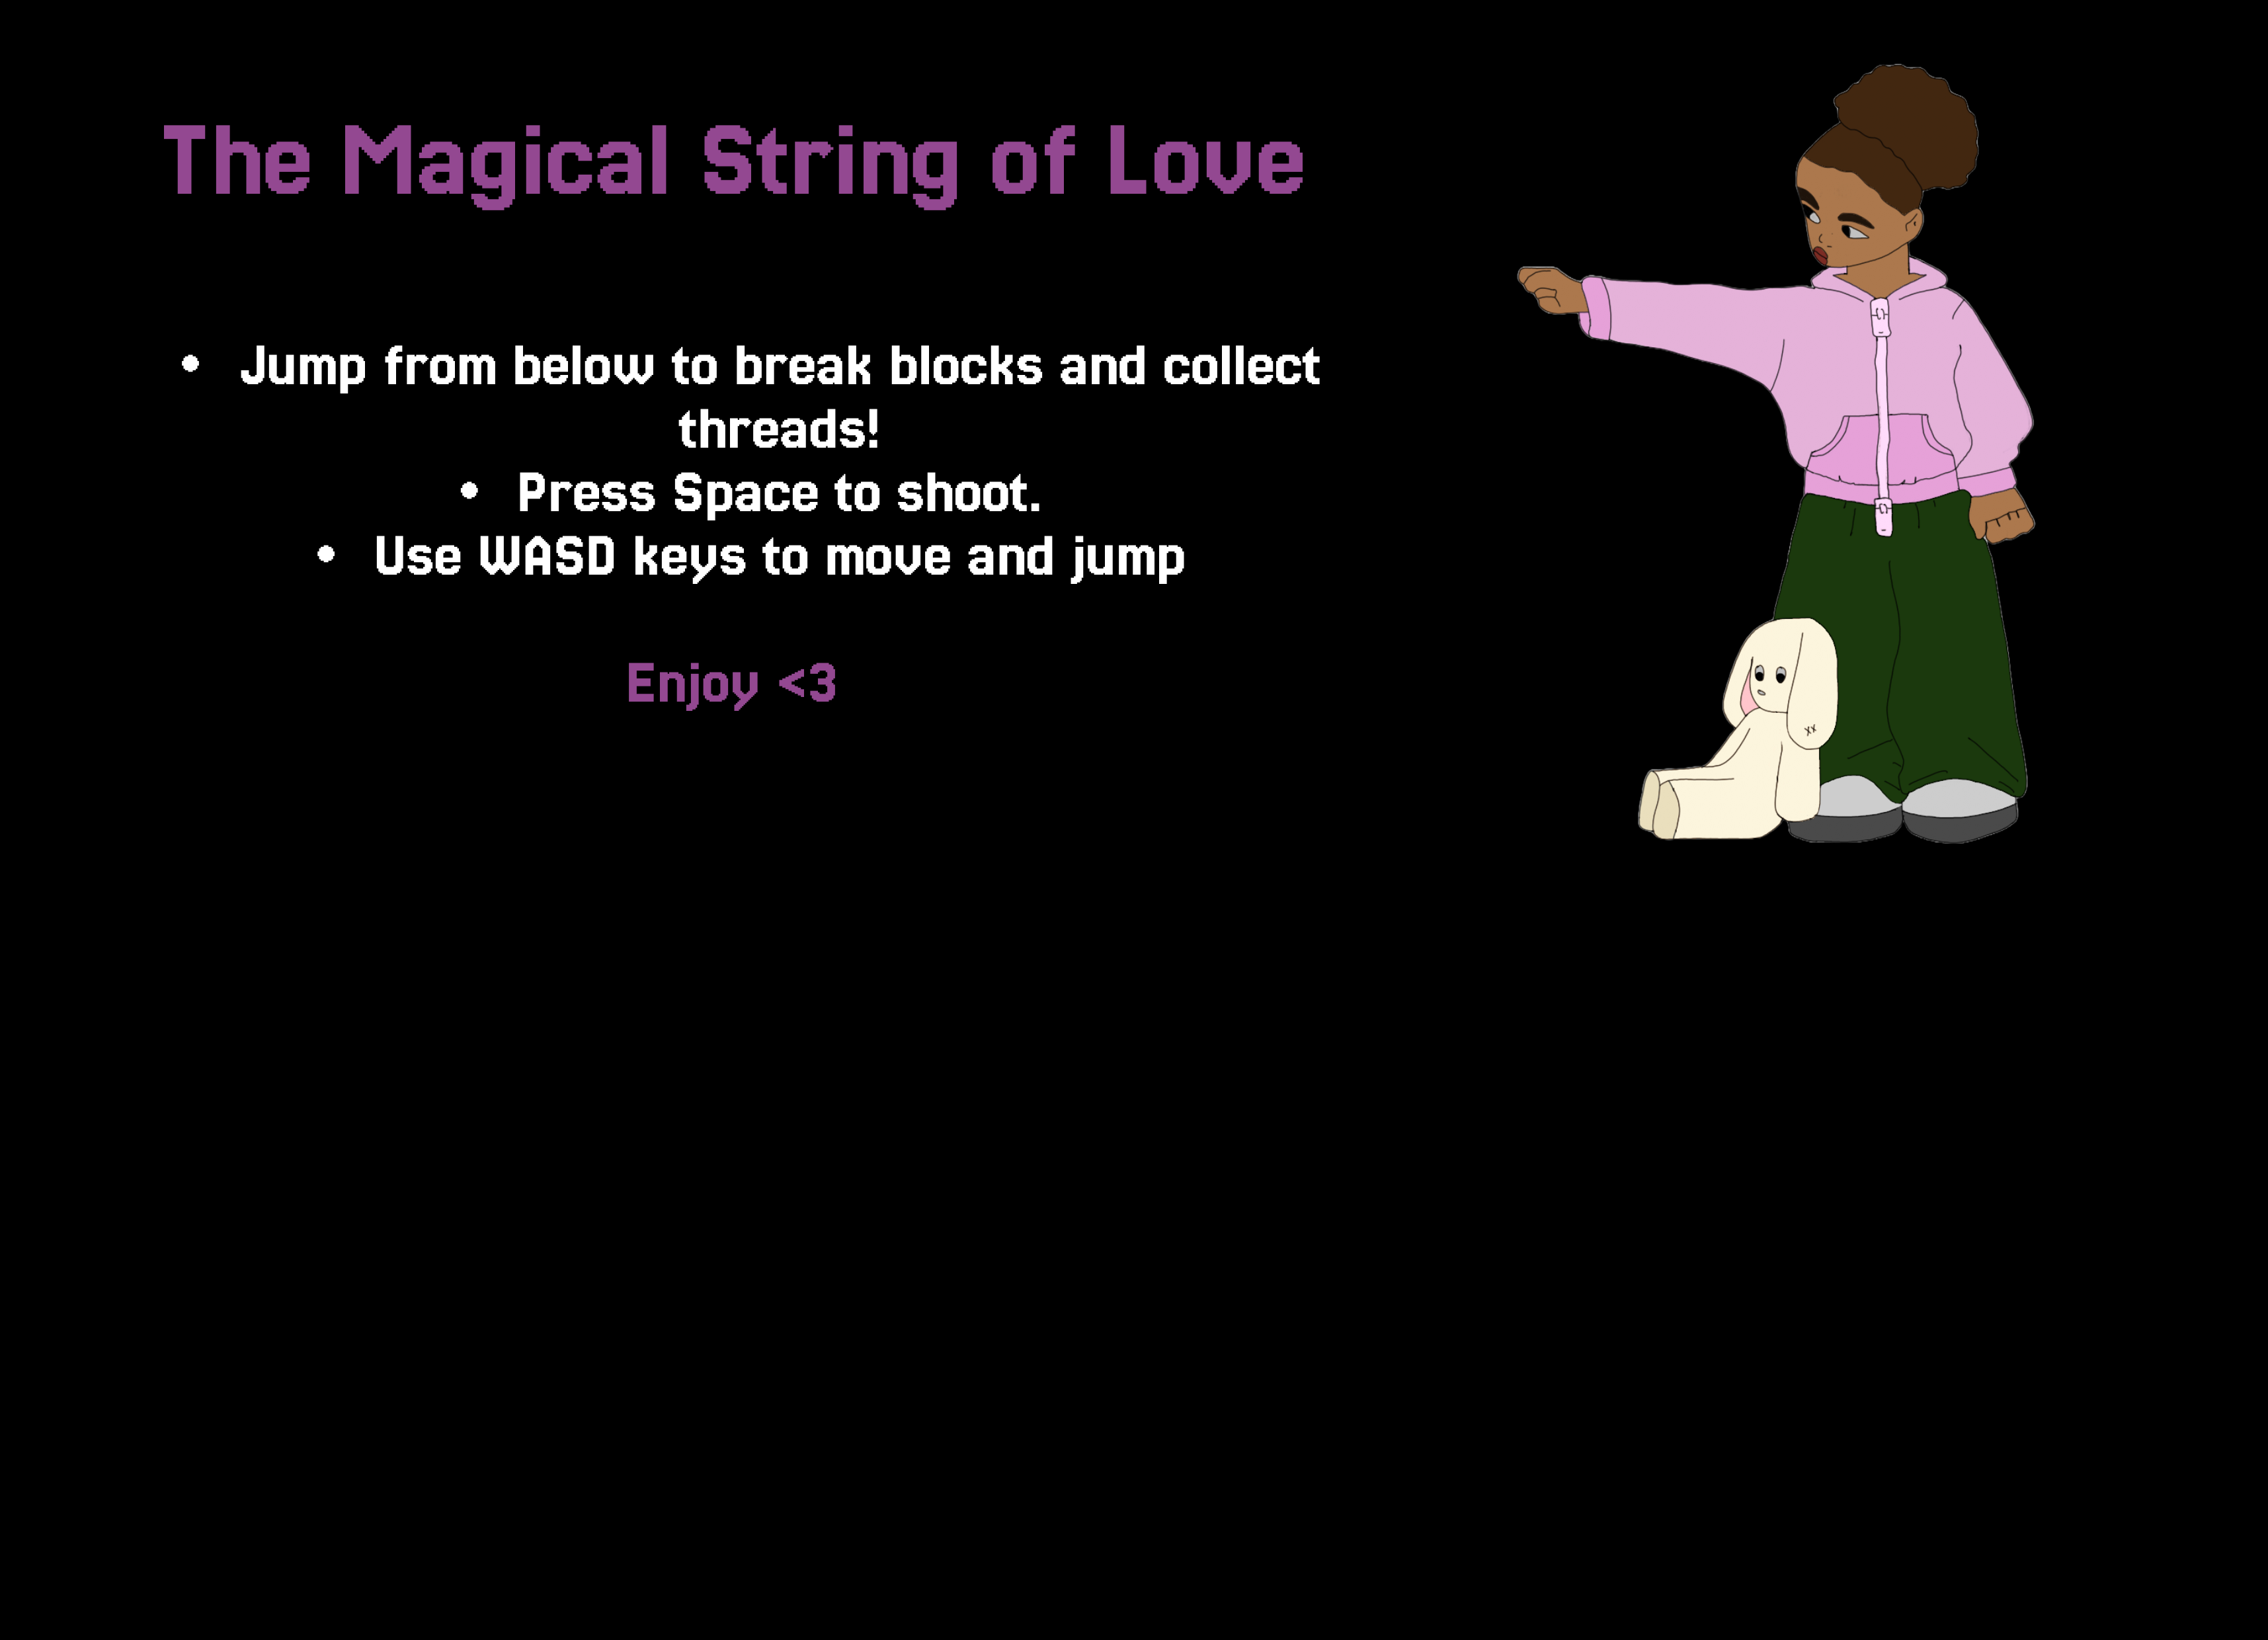 The Magical String of Love
• Jump from below to break blocks and collect
threads!
• Press Space to shoot.
• Use WASD keys to move and jump
Enjoy <3